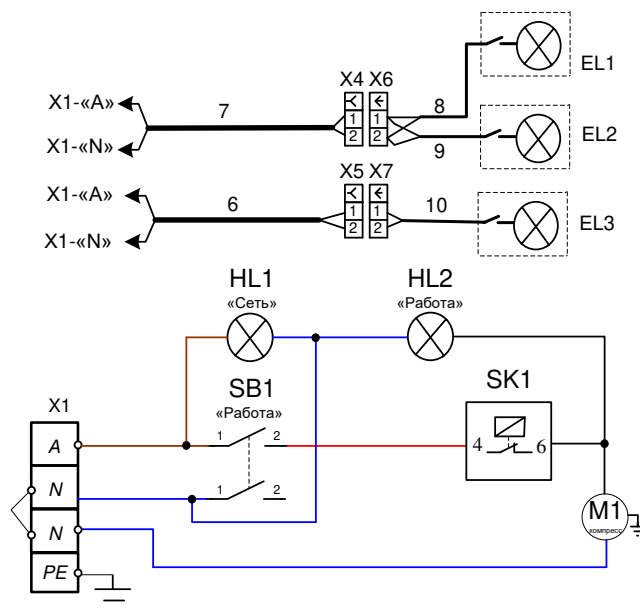 EL1
X4 X6
X1-«A»
7
8
1 1
2 2
X1-«N»
9
EL2
X5 X7
X1-«A»
6
1 1
2 2
10
X1-«N»
EL3
HL1
«Сеть»
HL2
«Работа»
SB1
«Работа»
SK1
X1
A
1 2
4 6
N
1 2
N
M1
компресс
PE